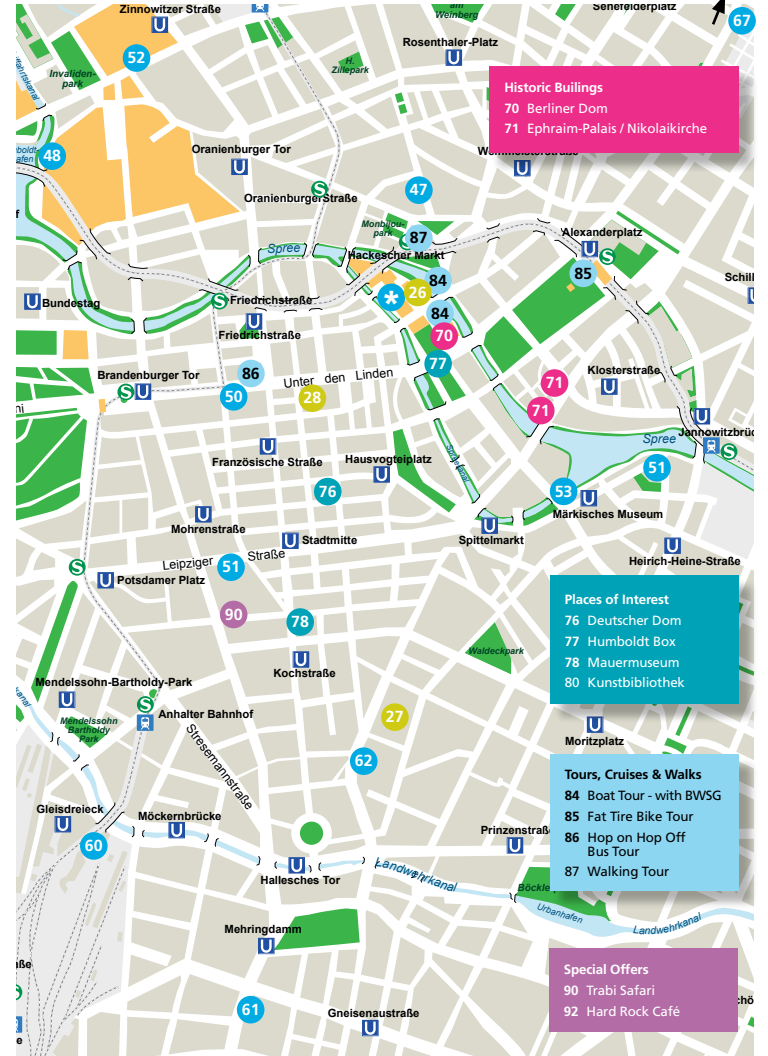 Zinnowitzer Straße
U
am
Weinberg
Senefelderplatz
67
Rosenthaler-Platz
U
52
H.
Zillepark
Invaliden-
park
Historic Builings
70 Berliner Dom
71 Ephraim-Palais / Nikolaikirche
48
Oranienburger Tor
U
U
S
Oranienburger Straße
47
Monbijou-
park
87
Hackescher Markt
Alexanderplatz
U
S
85
Spree
84
26
*
84
70
77
U Bundestag
S Friedrichstraße
U
Friedrichstraße
Brandenburger Tor
S U
86
50
Unter den Linden
28
71
71
Klosterstraße
U
U
S
Spree
51
Französische Straße
U
Hausvogteiplatz
U
76
53
U
Märkisches Museum
Mohrenstraße
U
U Stadtmitte
U
Spittelmarkt
Leipziger Straße
51
U
Heirich-Heine-Straße
S
U Potsdamer Platz
90
78
U
Kochstraße
Waldeckpark
Places of Interest
76 Deutscher Dom
77 Humboldt Box
78 Mauermuseum
80 Kunstbibliothek
Mendelssohn-Bartholdy-Park
U
Mendelssohn
Bartholdy
Park
S
Anhalter Bahnhof
Stresemannstraße
27
62
U
Moritzplatz
Tours, Cruises & Walks
84 Boat Tour - with BWSG
85 Fat Tire Bike Tour
86 Hop on Hop Off
Bus Tour
87 Walking Tour
Gleisdreieck
U
60
Möckernbrücke
U
Prinzenstraße
U
U
Hallesches Tor
Landwehrkanal
Urbanhafen
Landwehrkanal
Mehringdamm
U
Special Offers
90 Trabi Safari
92 Hard Rock Café
61
Gneisenaustraße
U